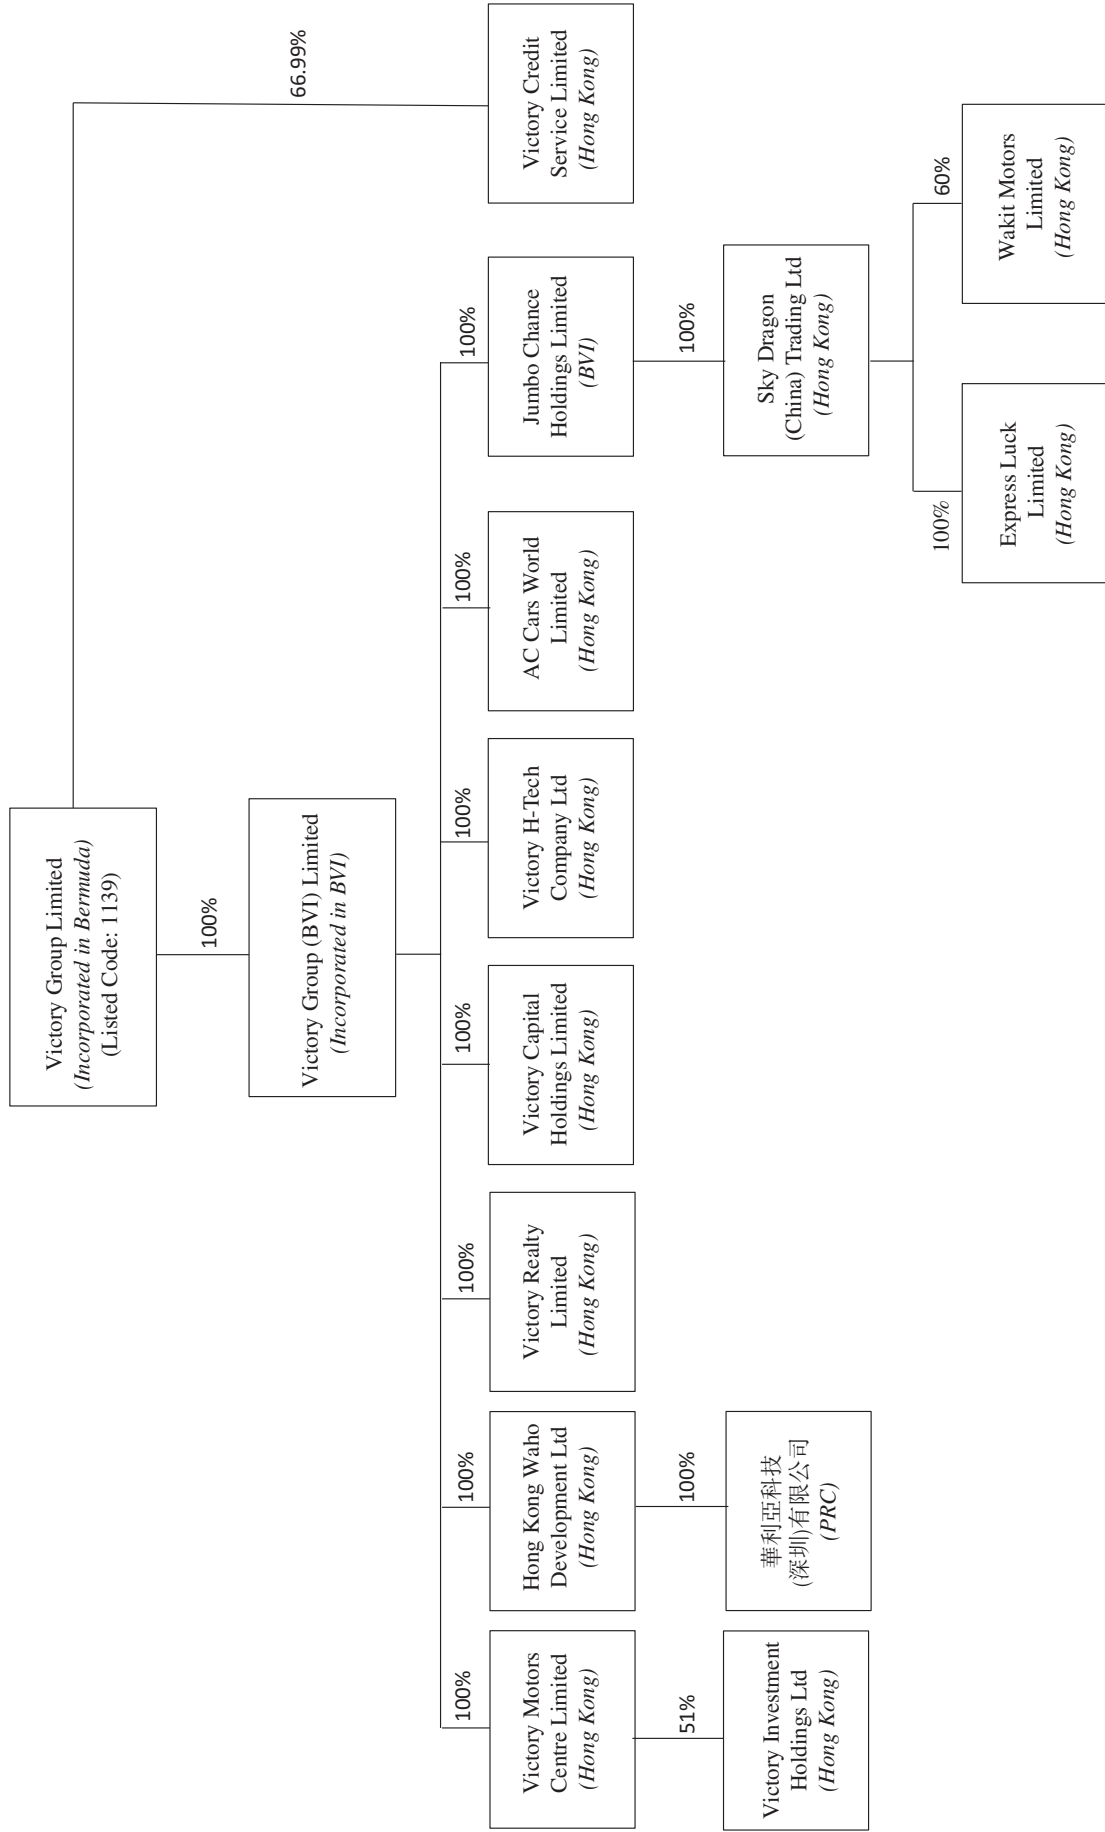 Victory Group Limited
(Incorporated in Bermuda)
(Listed Code: 1139)
100%
66.99%
Victory Group (BVI) Limited
(Incorporated in BVI)
100%
Victory Motors
Centre Limited
(Hong Kong)
100%
Hong Kong Waho
Development Ltd
(Hong Kong)
100%
Victory Realty
Limited
(Hong Kong)
100%
Victory Capital
Holdings Limited
(Hong Kong)
100%
Victory H-Tech
Company Ltd
(Hong Kong)
100%
AC Cars World
Limited
(Hong Kong)
100%
Jumbo Chance
Holdings Limited
(BVI)
Victory Credit
Service Limited
(Hong Kong)
51%
Victory Investment
Holdings Ltd
(Hong Kong)
100%
華利亞科技
(深圳)有限公司
(PRC)
100%
Sky Dragon
(China) Trading Ltd
(Hong Kong)
100%
Express Luck
Limited
(Hong Kong)
60%
Wakit Motors
Limited
(Hong Kong)